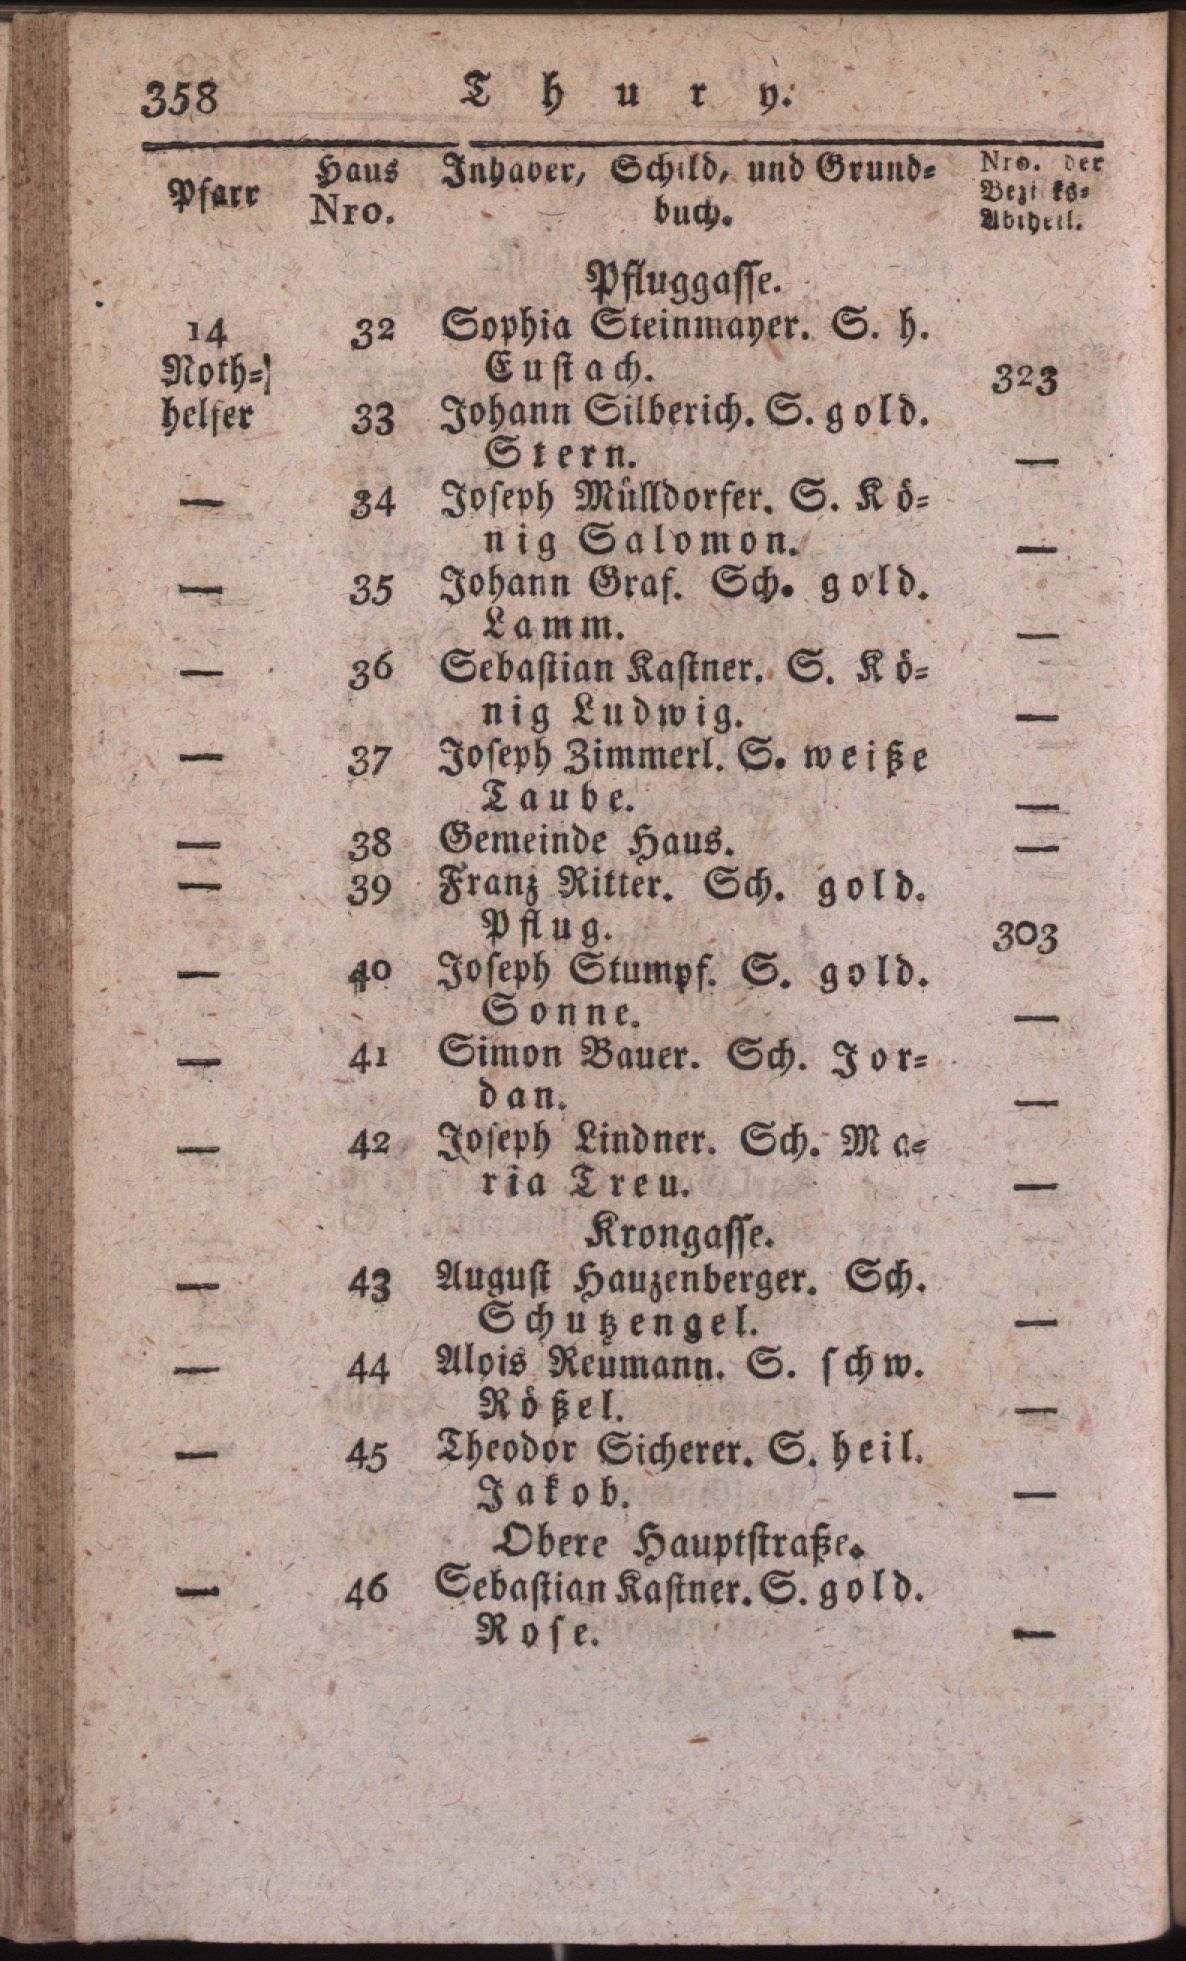 358 Thury.
Pfarr Haus Nro. Inhaber, Schild, und Grund= buch. Nro. der Bezirks= Abtheil.
Pfluggasse.
14 32 Sophia Steinmayer. S. h.
Noth= Eustach. 323
helfer 33 Johann Silberich. S. gold.
Stern. —
— 34 Joseph Mülldorfer. S. Kö=
nig Salomon. —
— 35 Johann Graf. Sch. gold.
Lamm. —
— 36 Sebastian Kastner. S. Kö=
nig Ludwig. —
— 37 Joseph Zimmerl. S. weiße
Taube. —
— 38 Gemeinde Haus. —
— 39 Franz Ritter. Sch. gold.
Pflug. 303
— 40 Joseph Stumpf. S. gold.
Sonne. —
— 41 Simon Bauer. Sch. Jor=
dan. —
— 42 Joseph Lindner. Sch. Ma=
ria Treu. —
Krongasse.
— 43 August Hauzenberger. Sch.
Schutzengel. —
— 44 Alois Reumann. S. schw.
Rößel. —
— 45 Theodor Sicherer. S. heil.
Jakob. —
Obere Hauptstraße.
— 46 Sebastian Kastner. S. gold.
Rose. —